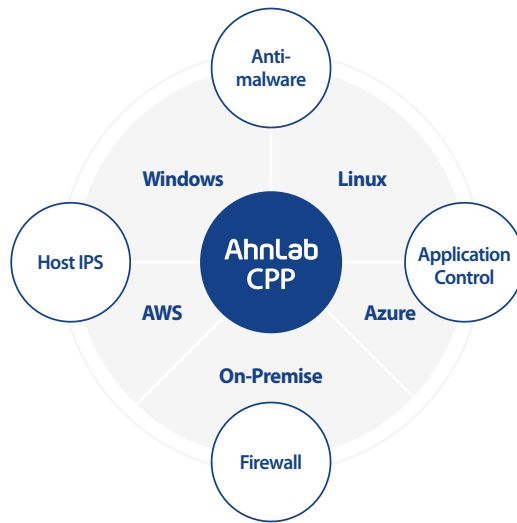 Anti-
malware
Windows
Linux
AhnLab
CPP
Host IPS
Application
Control
AWS
Azure
On-Premise
Firewall